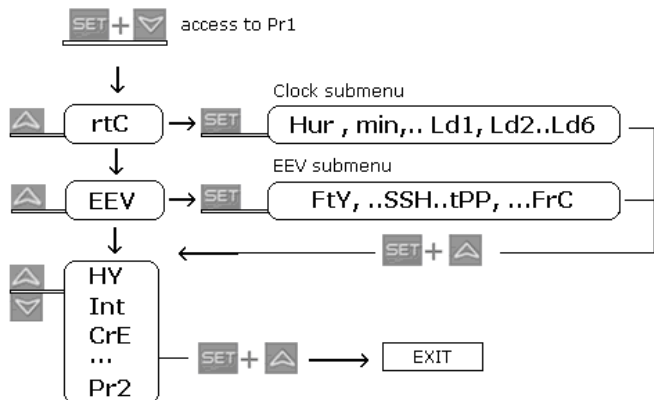 SET + access to Pr1
Clock submenu
rtC SET Hur , min,.. Ld1, Ld2..Ld6
EEV submenu
EEV SET FtY, ..SSH..tPP, ...FrC
SET +
HY
Int
CrE
...
SET + EXIT
Pr2